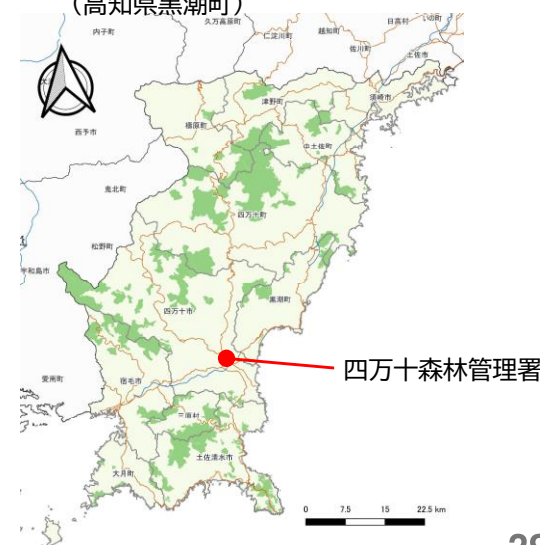 （高知県黒潮町）
内子町
久万高原町
仁淀川町
越知町
日高村
いの町
佐川町
土佐市
須崎市
津野町
梼原町
西予市
中土佐町
鬼北町
四万十町
松野町
宇和島市
黒潮町
四万十市
四万十森林管理署
愛南町
宿毛市
三原村
土佐清水市
大月町
0 7.5 15 22.5 km